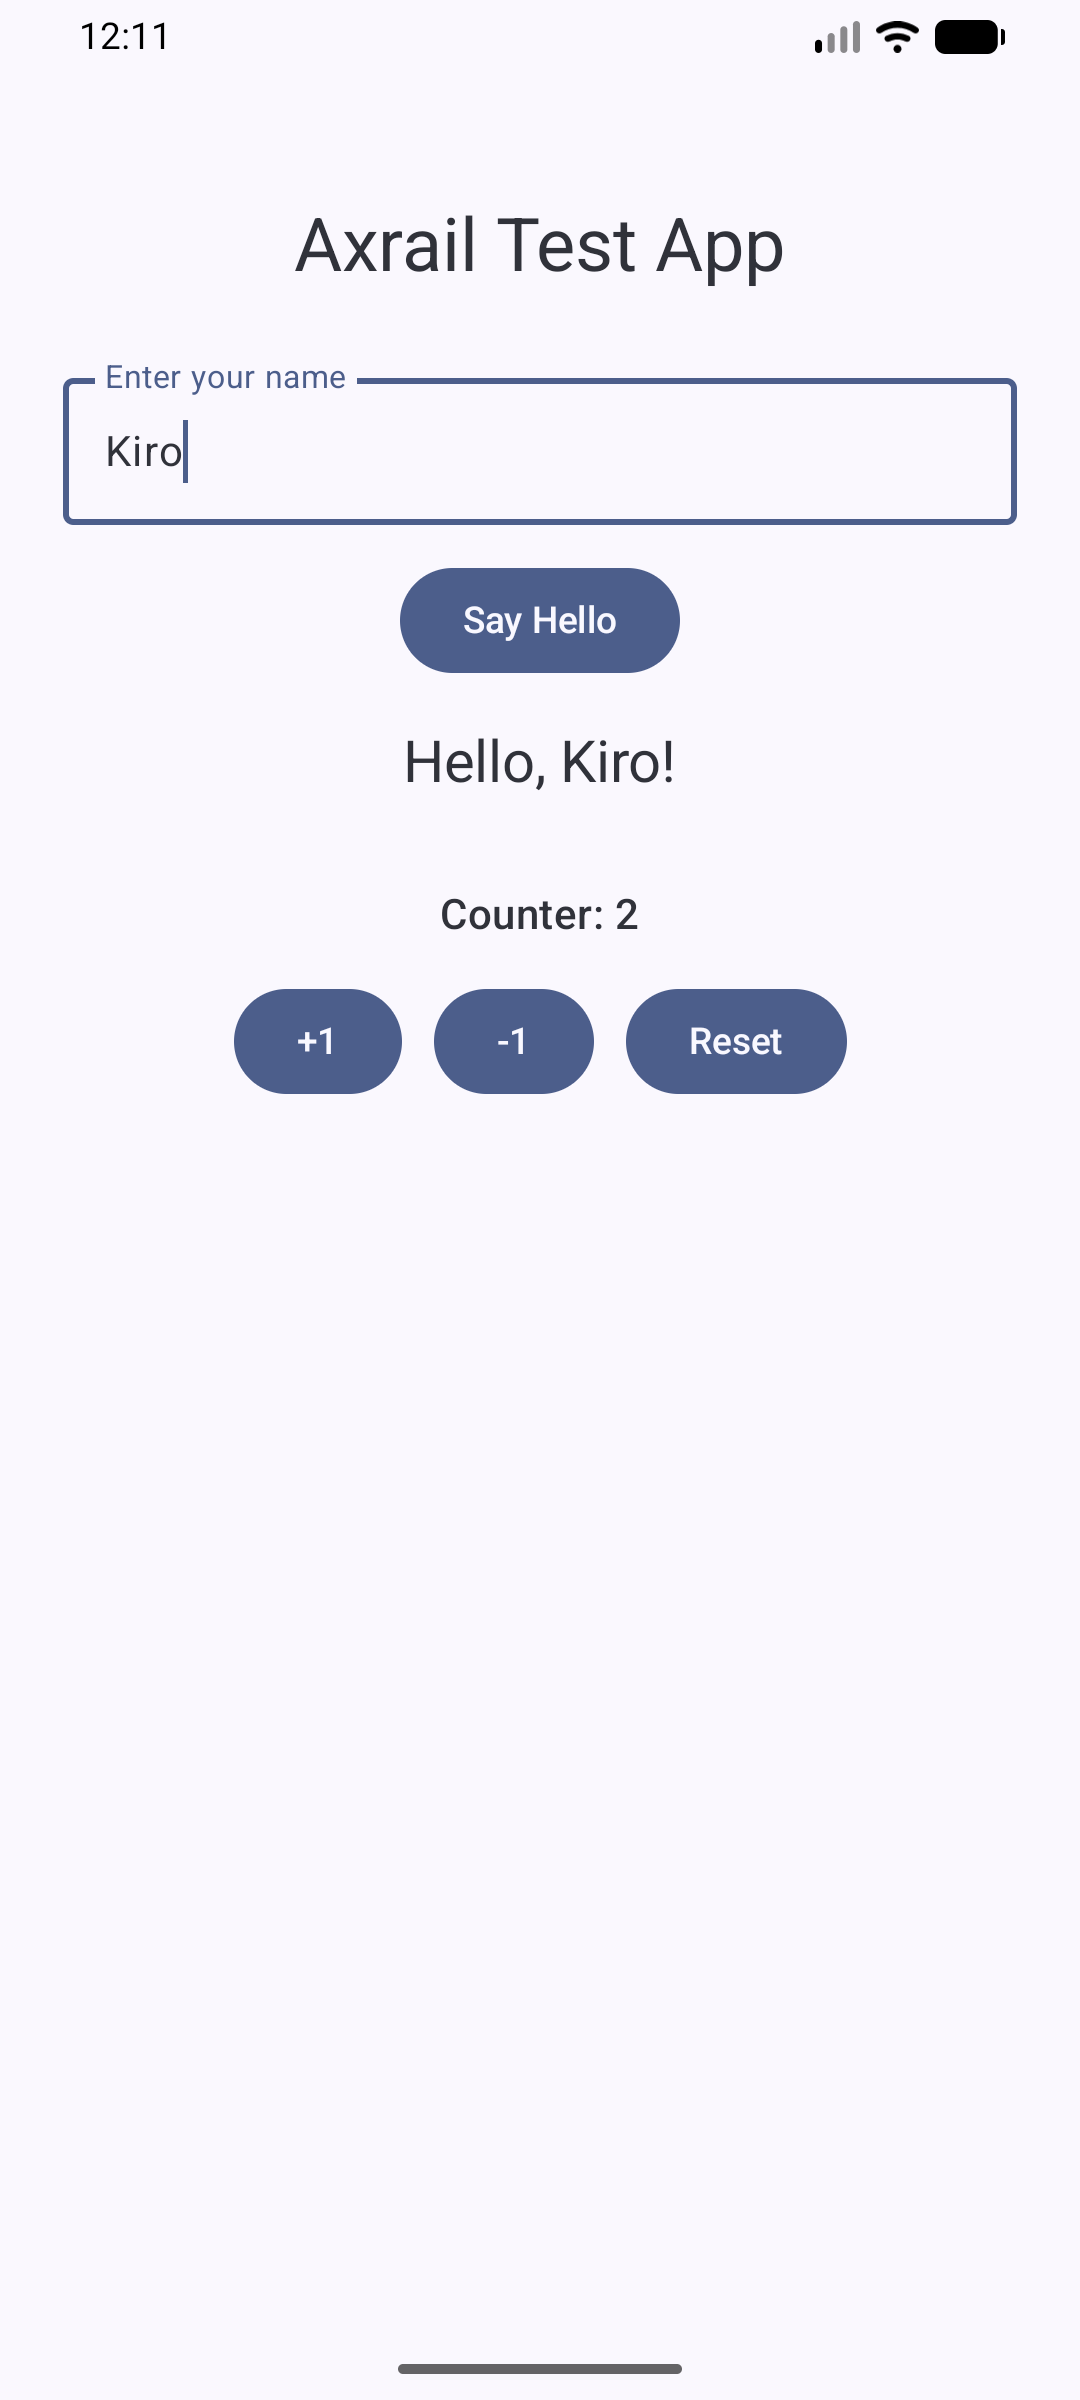 12:11
Axrail Test App
Enter your name
Kiro
Say Hello
Hello, Kiro!
Counter: 2
+1 -1 Reset